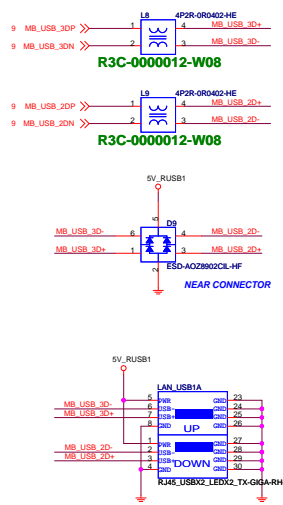 L8 4P2R-0R0402-HE
9 MB_USB_3DP 1 4 MB_USB_3D+
9 MB_USB_3DN 2 3 MB_USB_3D-
R3C-0000012-W08
L9 4P2R-0R0402-HE
9 MB_USB_2DP 1 4 MB_USB_2D+
9 MB_USB_2DN 2 3 MB_USB_2D-
R3C-0000012-W08
5V_RUSB1
5
D9
MB_USB_3D- 6 4 MB_USB_2D-
MB_USB_3D+ 1 3 MB_USB_2D+
2
ESD-AOZ8902CIL-HF
NEAR CONNECTOR
5V_RUSB1
LAN_USB1A
5 PWR GND 23
MB_USB_3D- 6 USB- GND 24
MB_USB_3D+ 7 USB+ GND 25
8 GND GND 26
UP
1 PWR GND 27
MB_USB_2D- 2 USB- GND 28
MB_USB_2D+ 3 USB+ GND 29
4 GND GND 30
DOWN
RJ45_USBX2_LEDX2_TX-GIGA-RH